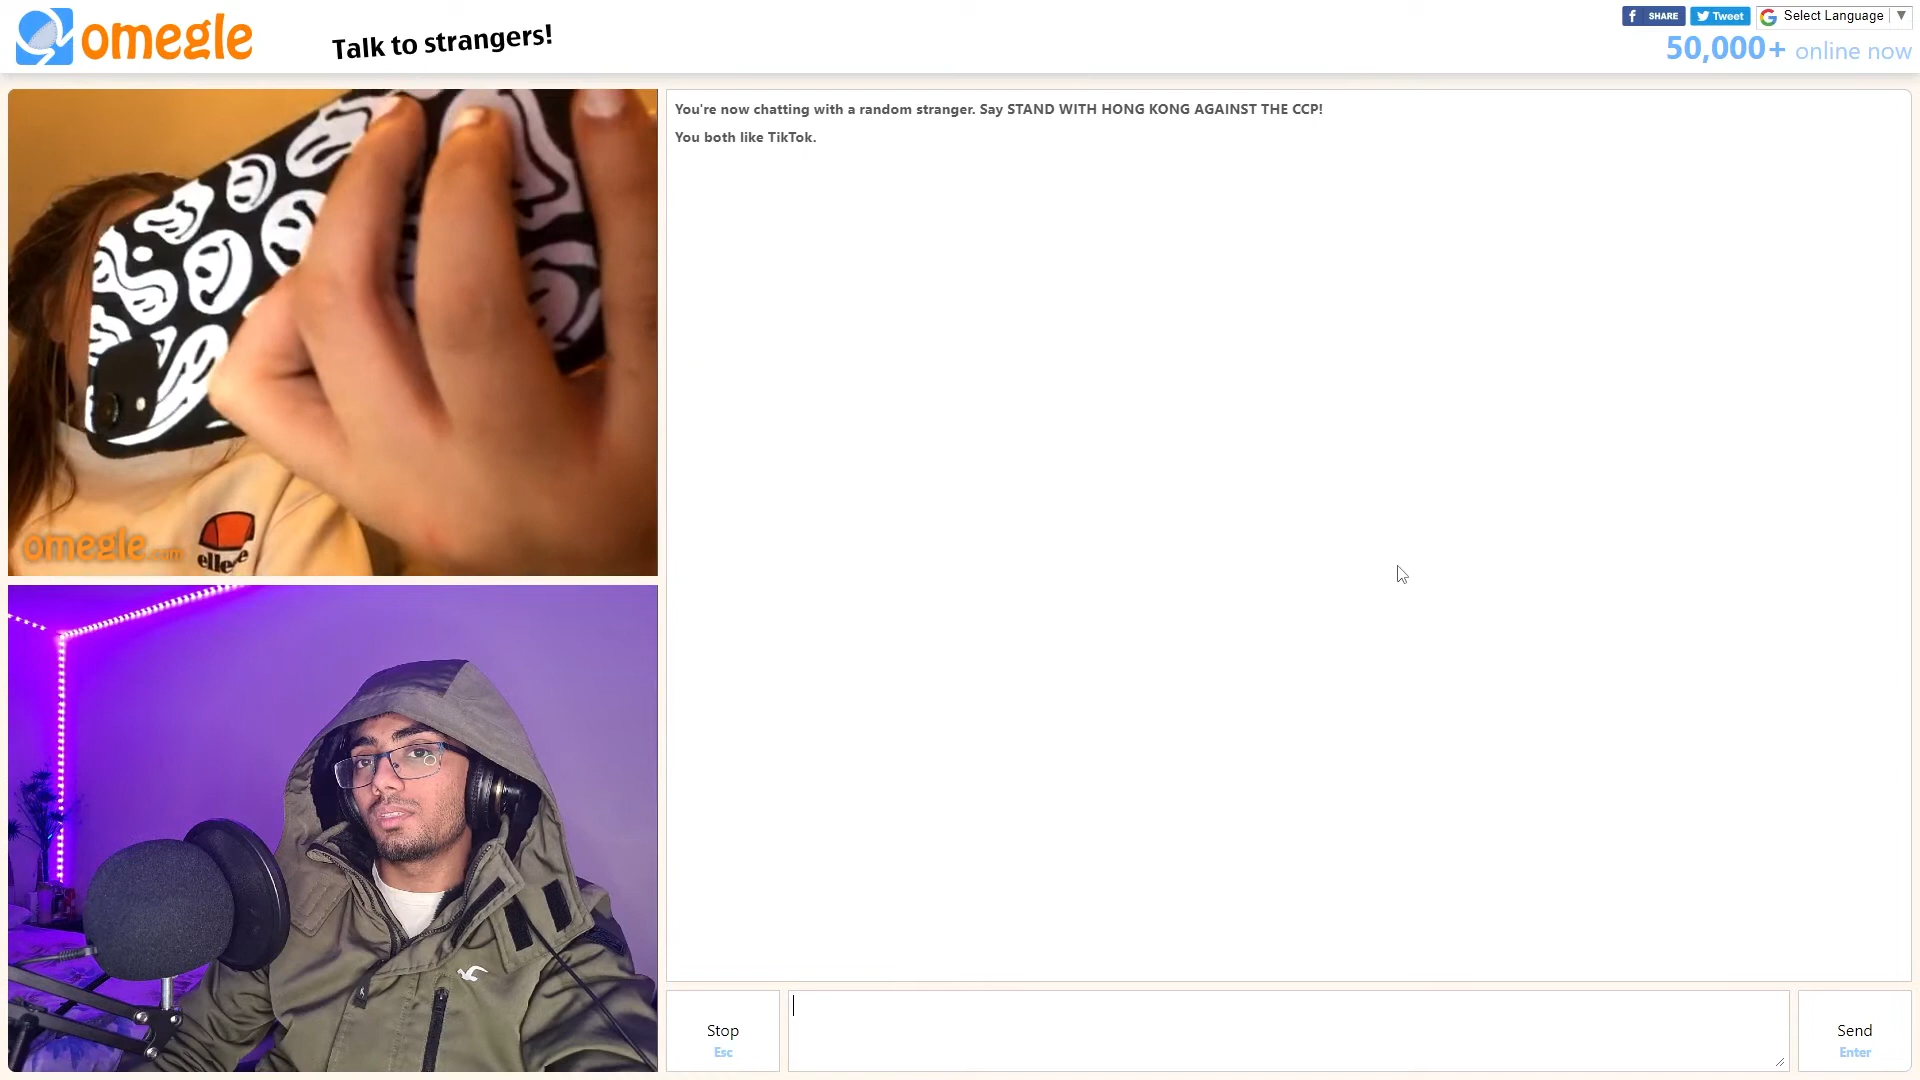 omegle
Talk to strangers!
SHARE
Tweet
Select Language
50,000+ online now
You're now chatting with a random stranger. Say STAND WITH HONG KONG AGAINST THE CCP!
You both like TikTok.
omegle.com
ellesse
Stop
Esc
Send
Enter